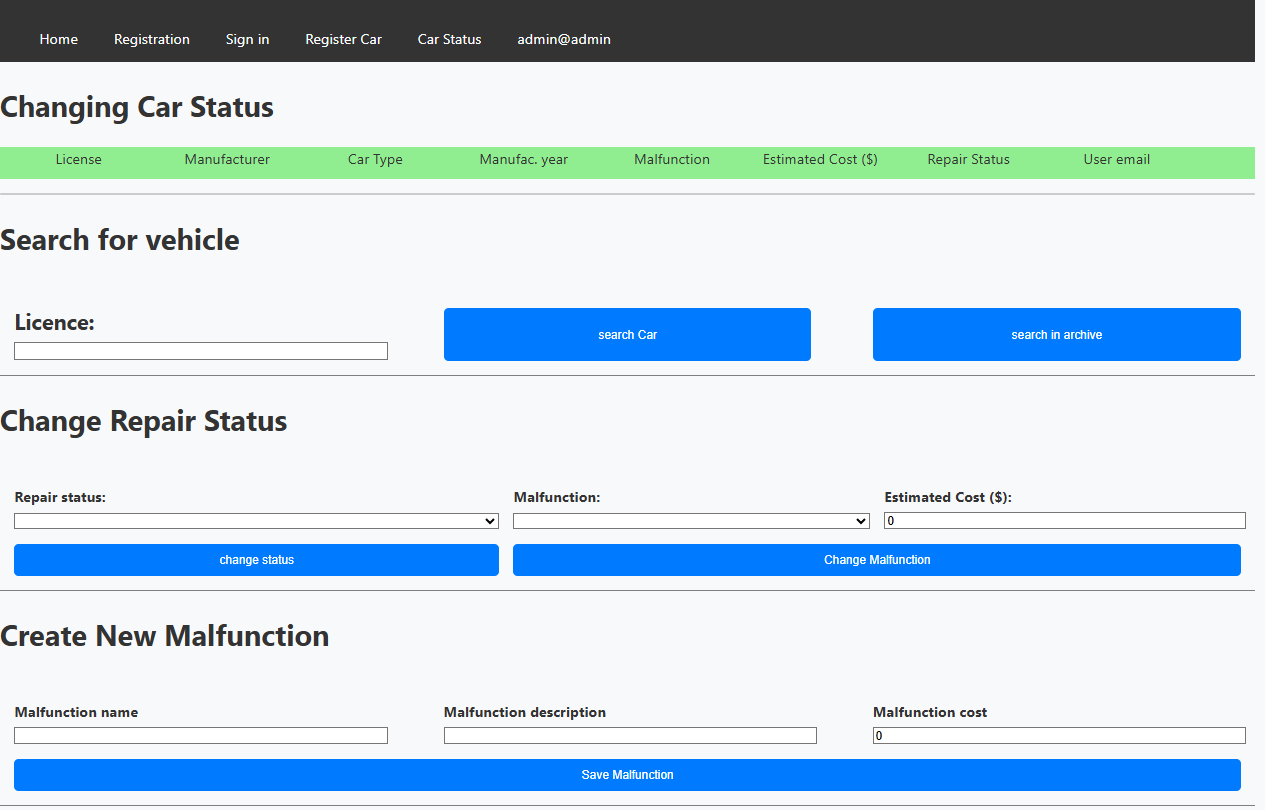 Home Registration Sign in Register Car Car Status admin@admin
Changing Car Status
License Manufacturer Car Type Manufac. year Malfunction Estimated Cost ($) Repair Status User email
Search for vehicle
Licence:
search Car search in archive
Change Repair Status
Repair status: Malfunction: Estimated Cost ($):
0
change status Change Malfunction
Create New Malfunction
Malfunction name Malfunction description Malfunction cost
0
Save Malfunction